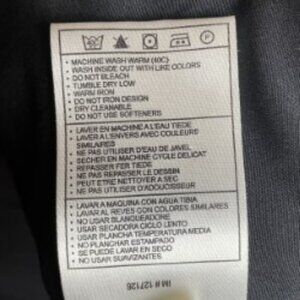 • MACHINE WASH WARM (40C)
• WASH INSIDE OUT WITH LIKE COLORS
• DO NOT BLEACH
TUMBLE DRY LOW
• WARM IRON
• DO NOT IRON DESIGN
• DRY CLEANABLE
• DO NOT USE SOFTENERS
• LAVER EN MACHINE A L'EAU TIEDE
• LAVER A L'ENVERS AVEC COULEURS
SIMILAIRES
• NE PAS UTILISER D'EAU DE JAVEL
SECHER EN MACHINE CYCLE DELICAT
REPASSER FER TIEDE
• NE PAS REPASSER LE DESSIN
• PEUT ETRE NETTOYER A SEC
• NE PAS UTILISER D'ADOUCISSEUR
• LAVAR A MAQUINA CON AGUA TIBIA
• LAVAR AL REVES CON COLORES SIMILARES
• NO USAR BLANQUEADOR
• USAR SECADORA CICLO LENTO
• USAR PLANCHA TEMPERATURA MEDIA
• NO PLANCHAR ESTAMPADO
• SE PUEDE LAVAR EN SECO
• NO USAR SUAVIZANTES
IM# 127126